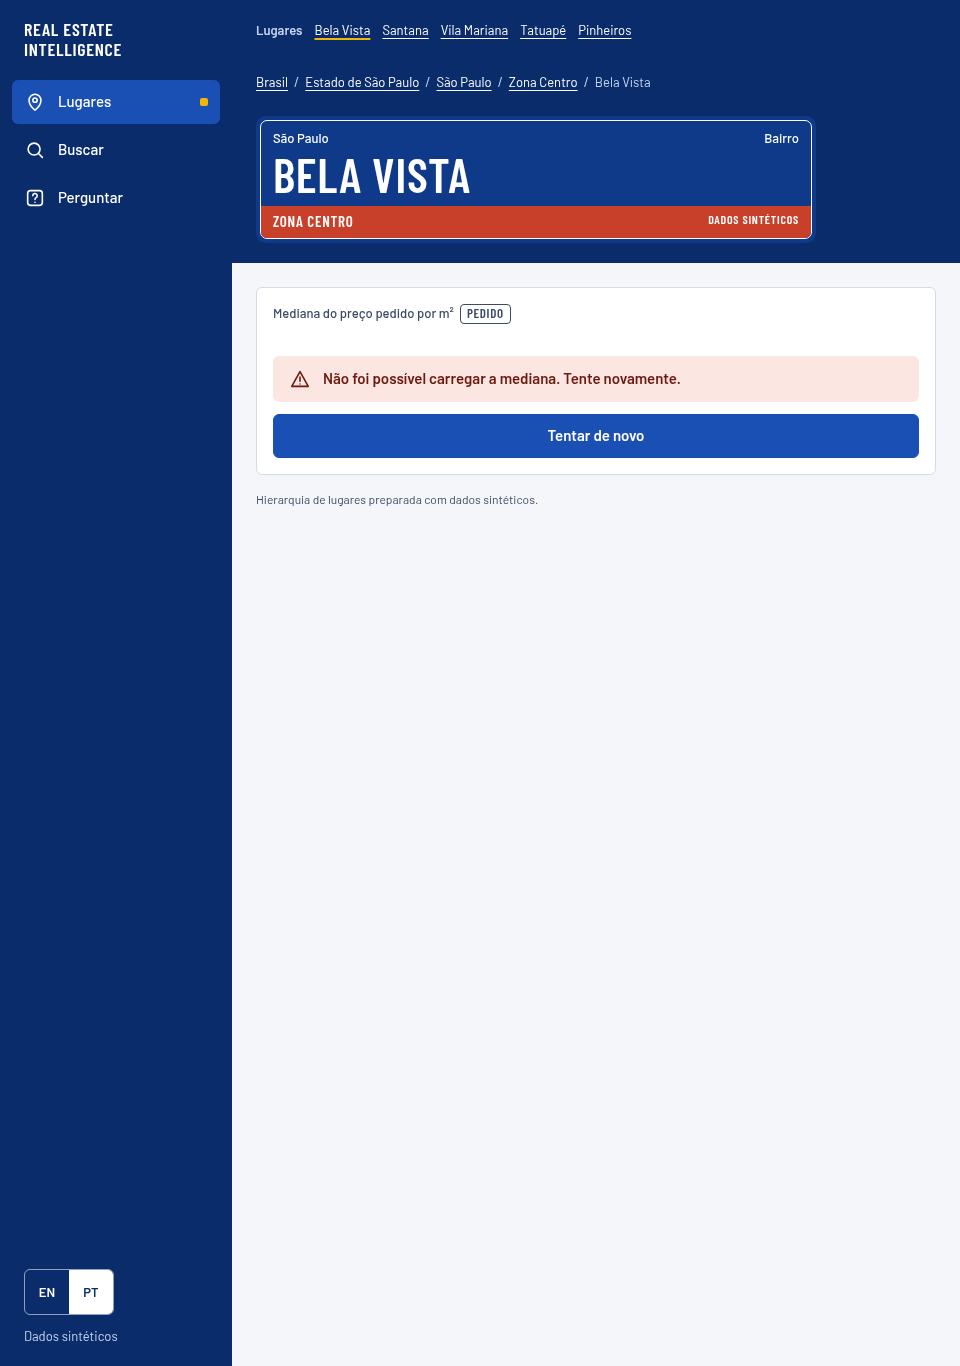 REAL ESTATE
INTELLIGENCE
Lugares
Buscar
Perguntar
EN PT
Dados sintéticos
Lugares Bela Vista Santana Vila Mariana Tatuapé Pinheiros
Brasil / Estado de São Paulo / São Paulo / Zona Centro / Bela Vista
São Paulo Bairro
BELA VISTA
ZONA CENTRO DADOS SINTÉTICOS
Mediana do preço pedido por m² PEDIDO
Não foi possível carregar a mediana. Tente novamente.
Tentar de novo
Hierarquia de lugares preparada com dados sintéticos.